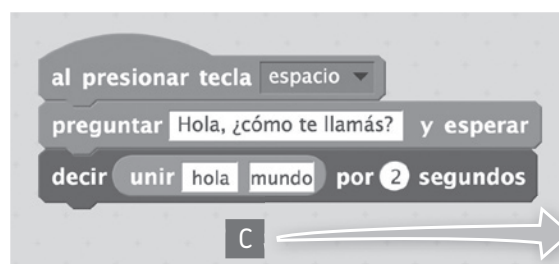 al presionar tecla espacio
preguntar Hola, ¿cómo te llamás? y esperar
decir unir hola mundo por 2 segundos
C